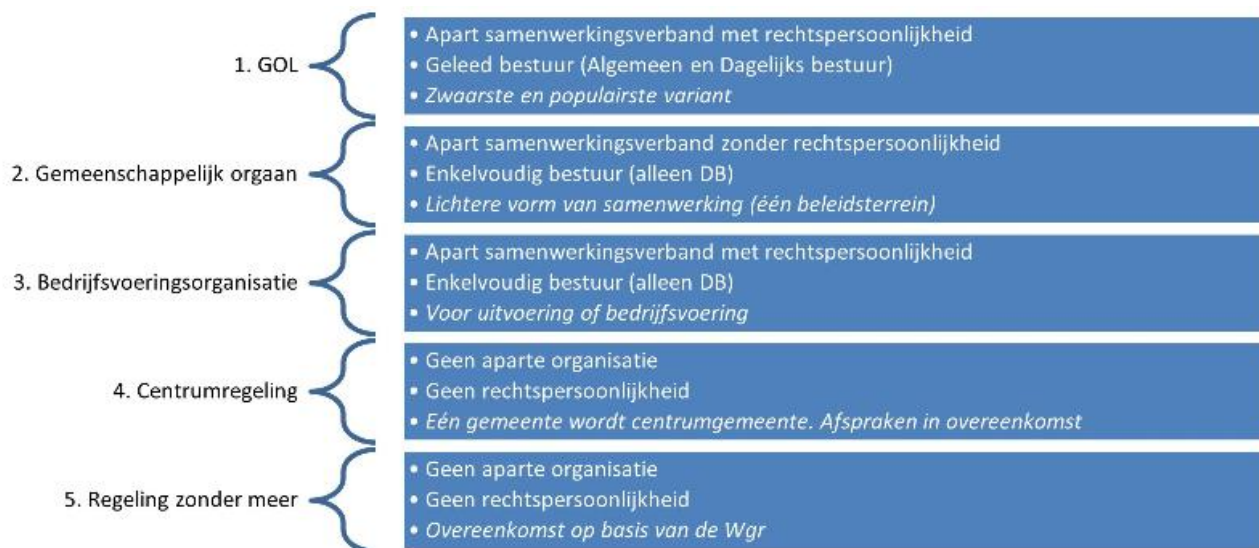 1. GOL
• Apart samenwerkingsverband met rechtspersoonlijkheid
• Geleed bestuur (Algemeen en Dagelijks bestuur)
• Zwaarste en populairste variant
2. Gemeenschappelijk orgaan
• Apart samenwerkingsverband zonder rechtspersoonlijkheid
• Enkelvoudig bestuur (alleen DB)
• Lichtere vorm van samenwerking (één beleidsterrein)
3. Bedrijfsvoeringsorganisatie
• Apart samenwerkingsverband met rechtspersoonlijkheid
• Enkelvoudig bestuur (alleen DB)
• Voor uitvoering of bedrijfsvoering
4. Centrumregeling
• Geen aparte organisatie
• Geen rechtspersoonlijkheid
• Eén gemeente wordt centrumgemeente. Afspraken in overeenkomst
5. Regeling zonder meer
• Geen aparte organisatie
• Geen rechtspersoonlijkheid
• Overeenkomst op basis van de Wgr